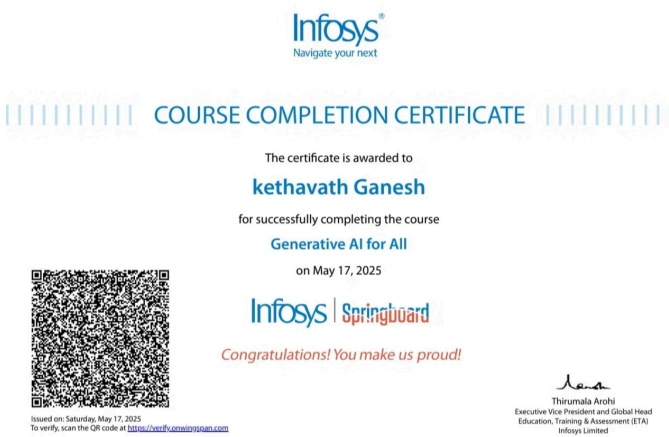 Infosys®
Navigate your next
COURSE COMPLETION CERTIFICATE
The certificate is awarded to
kethavath Ganesh
for successfully completing the course
Generative AI for All
on May 17, 2025
Infosys | Springboard
Congratulations! You make us proud!
Issued on: Saturday, May 17, 2025
To verify, scan the QR code at https://verify.onwingspan.com
Thirumala Arohi
Executive Vice President and Global Head
Education, Training & Assessment (ETA)
Infosys Limited